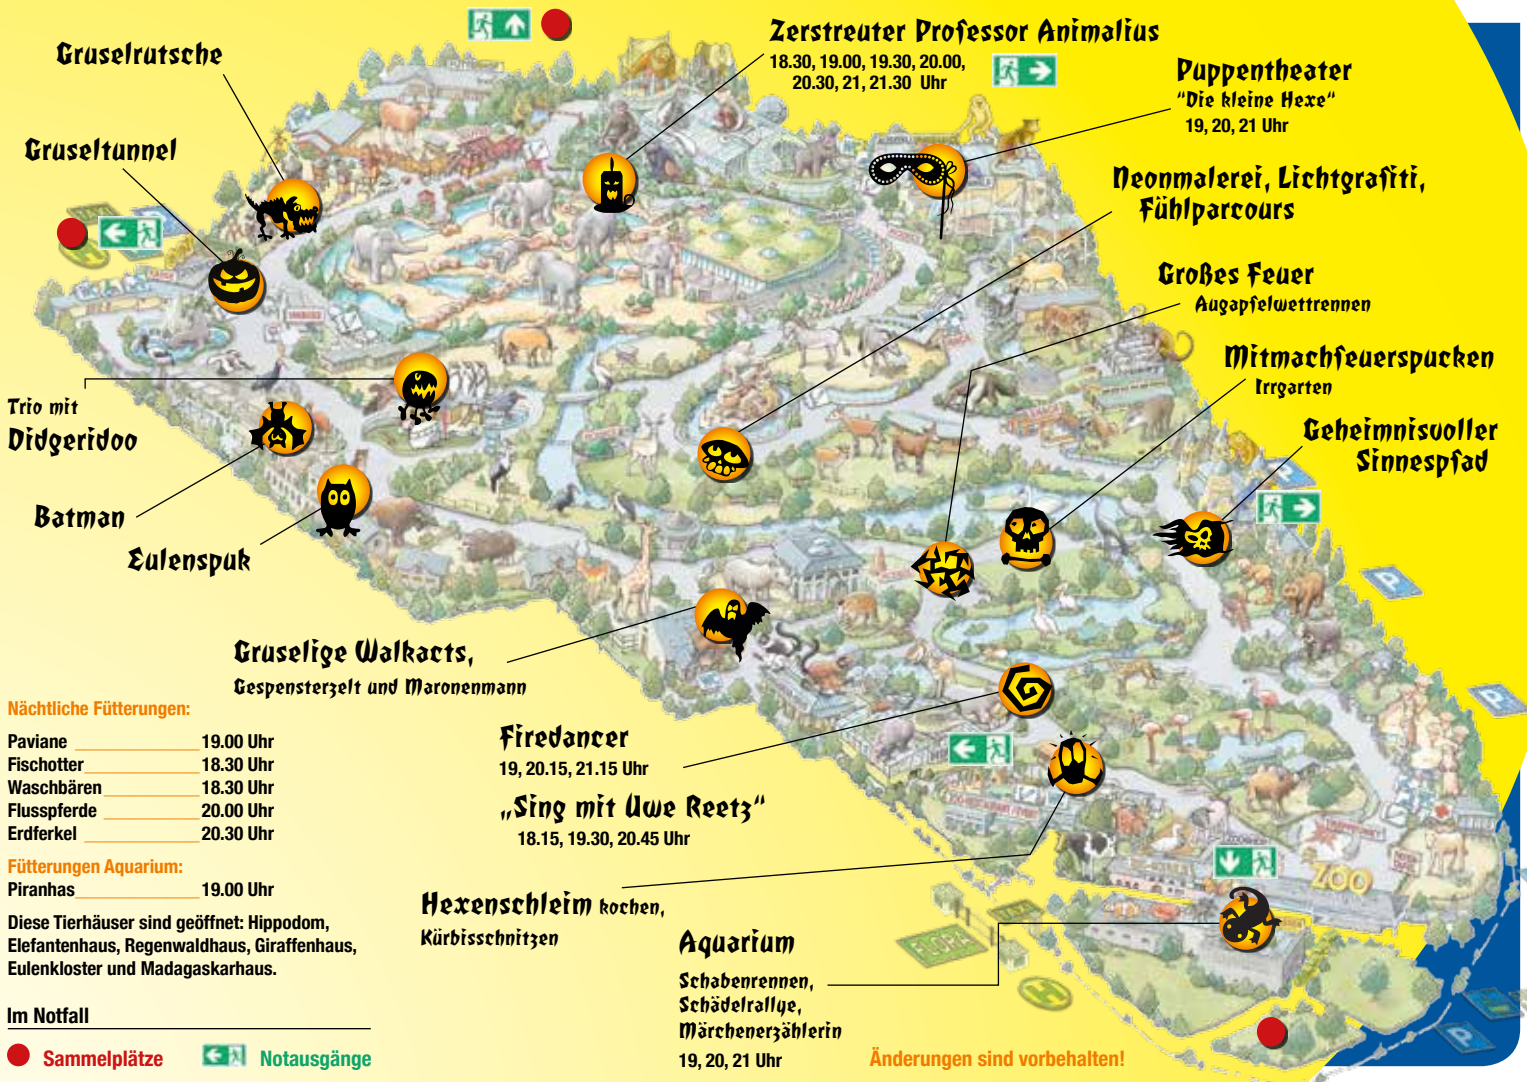 Gruselrutsche
Gruseltunnel
Zerstreuter Professor Animalius
18.30, 19.00, 19.30, 20.00,
20.30, 21, 21.30 Uhr
Puppentheater
"Die kleine Hexe"
19, 20, 21 Uhr
Neonmalerei, Lichtgrafiti,
Fühlparcours
Großes Feuer
Augapfelwettrennen
Mitmachfeuerspucken
Irrgarten
Geheimnisvoller
Sinnespfad
Trio mit
Didgeridoo
Batman
Eulenspuk
Gruselige Walkacts,
Gespensterzelt und Maronenmann
Firedancer
19, 20.15, 21.15 Uhr
„Sing mit Uwe Reetz“
18.15, 19.30, 20.45 Uhr
Hexenschleim kochen,
Kürbisschnitzen
Aquarium
Schabenrennen,
Schädelrallye,
Märchenerzählerin
19, 20, 21 Uhr
Nächtliche Fütterungen:
Paviane 19.00 Uhr
Fischotter 18.30 Uhr
Waschbären 18.30 Uhr
Flusspferde 20.00 Uhr
Erdferkel 20.30 Uhr
Fütterungen Aquarium:
Piranhas 19.00 Uhr
Diese Tierhäuser sind geöffnet: Hippodom,
Elefantenhaus, Regenwaldhaus, Giraffenhaus,
Eulenkloster und Madagaskarhaus.
Im Notfall
Sammelplätze
Notausgänge
Änderungen sind vorbehalten!
ZOO
FLORA
H
P
P
P